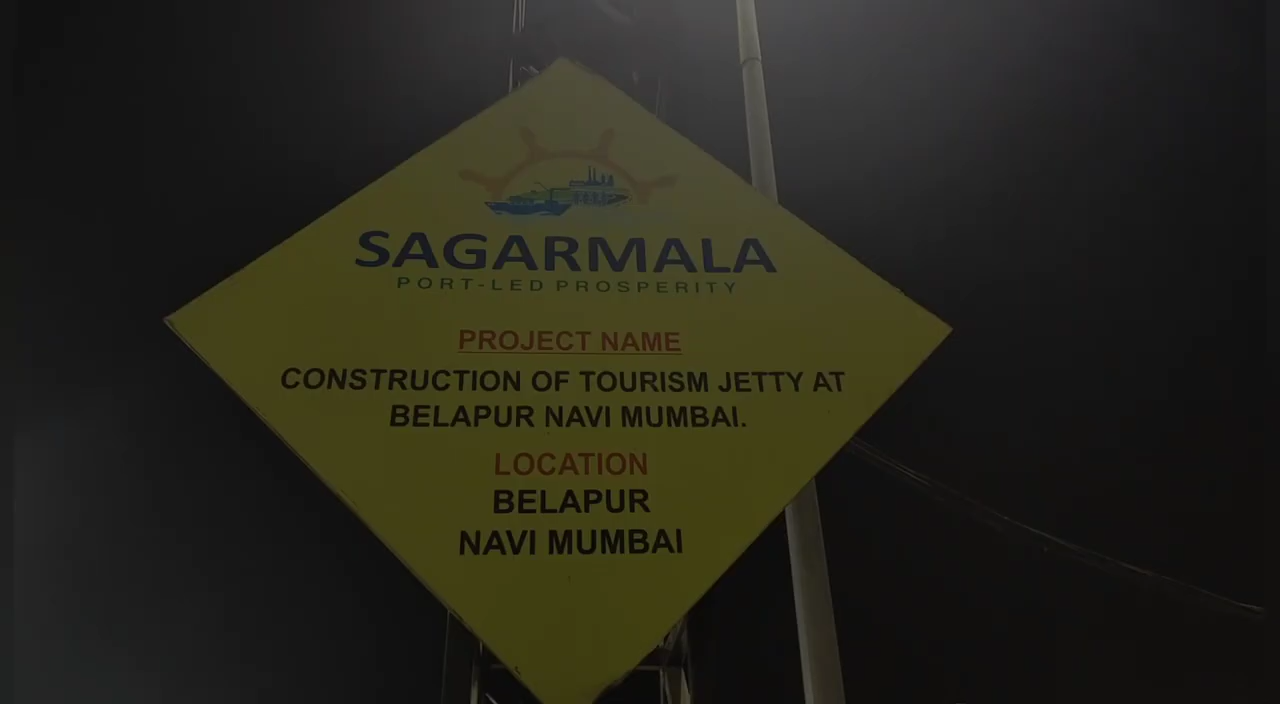 SAGARMALA
PORT-LED PROSPERITY
PROJECT NAME
CONSTRUCTION OF TOURISM JETTY AT
BELAPUR NAVI MUMBAI.
LOCATION
BELAPUR
NAVI MUMBAI